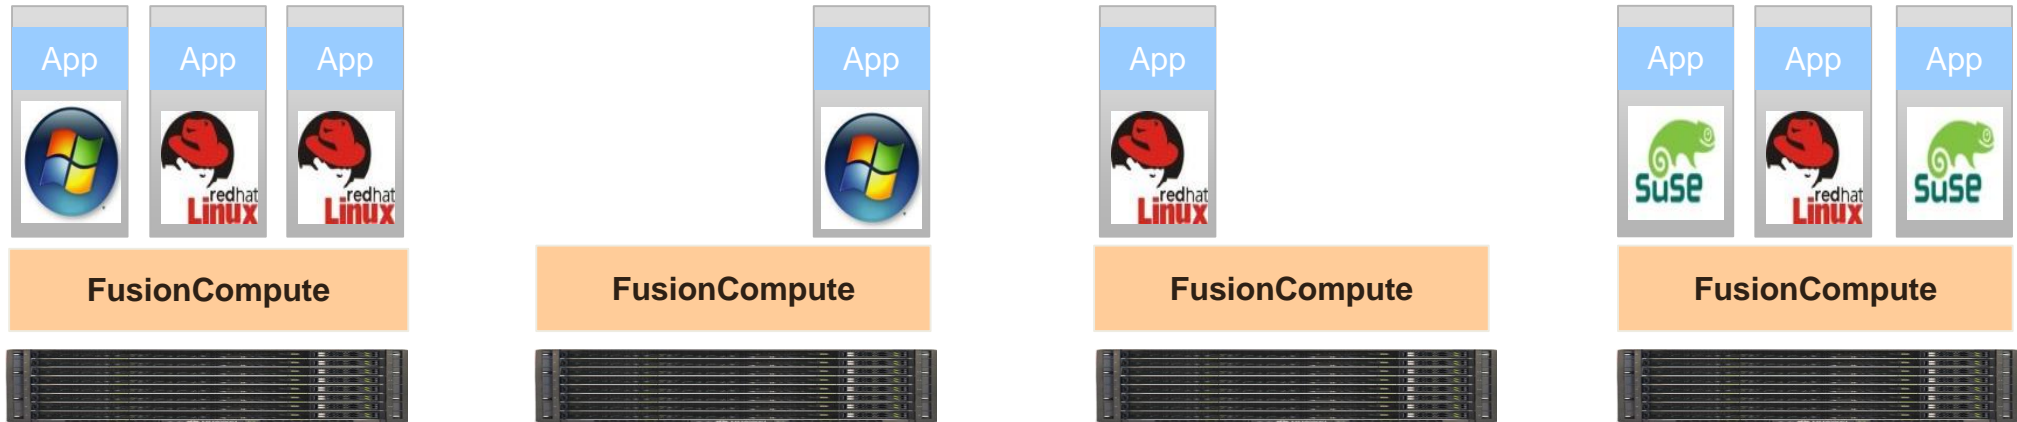 App App App App App App App App
redhat redhat redhat redhat
Linux Linux Linux Linux
SUSE SUSE
FusionCompute FusionCompute FusionCompute FusionCompute